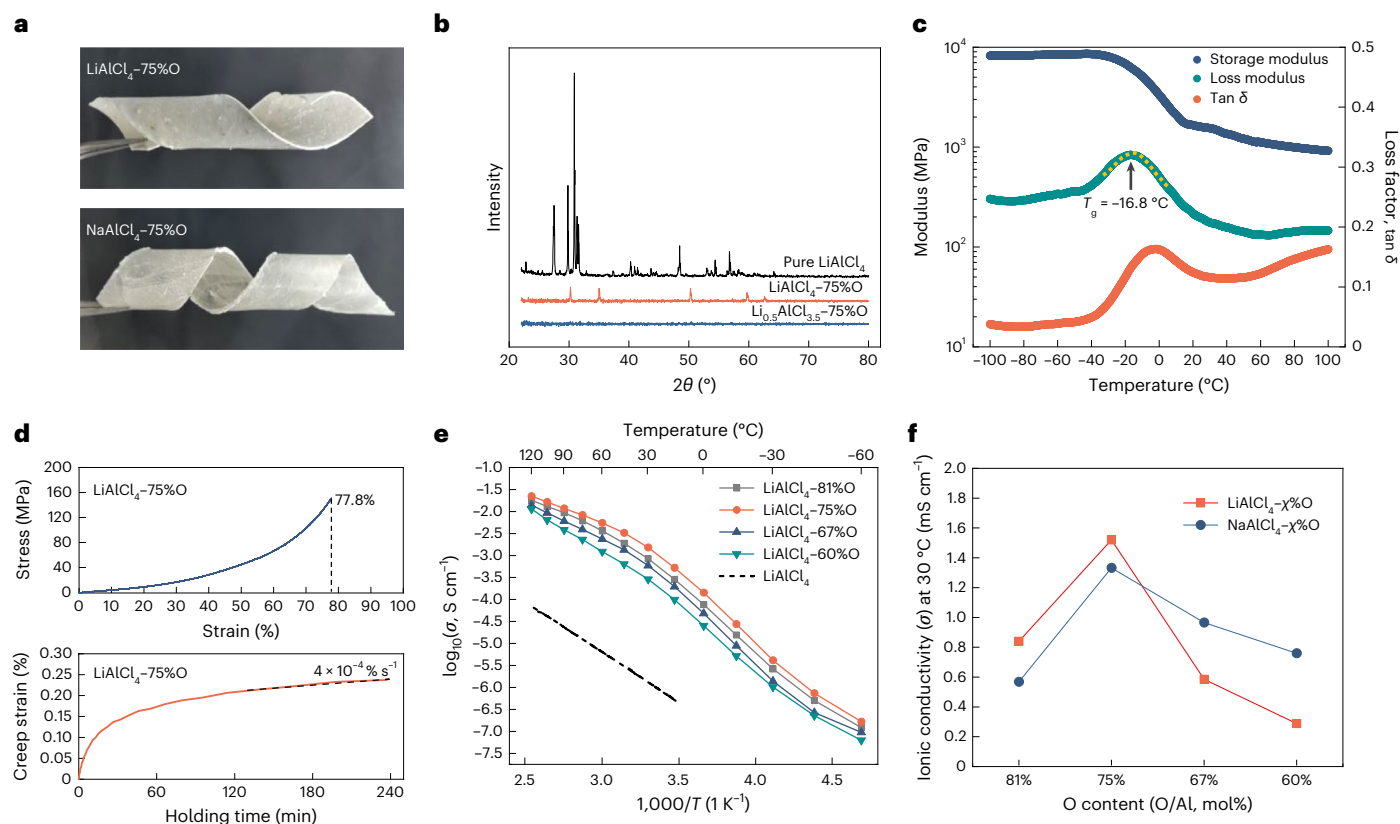 a
LiAlCl4–75%O
NaAlCl4–75%O
b
Intensity
Pure LiAlCl4
LiAlCl4–75%O
Li0.5AlCl3.5–75%O
20 30 40 50 60 70 80
2θ (°)
c
Modulus (MPa)
10^4
10^3
10^2
10^1
Storage modulus
Loss modulus
Tan δ
Tg = –16.8 °C
0.5
0.4
0.3
0.2
0.1
0
Loss factor, tan δ
–100 –80 –60 –40 –20 0 20 40 60 80 100
Temperature (°C)
d
Stress (MPa)
200
160
120
80
40
0
LiAlCl4–75%O
77.8%
0 10 20 30 40 50 60 70 80 90 100
Strain (%)
Creep strain (%)
0.30
0.25
0.20
0.15
0.10
0.05
0
LiAlCl4–75%O
4 × 10^–4 % s^–1
0 60 120 180 240
Holding time (min)
e
Temperature (°C)
120 90 60 30 0 –30 –60
log10(σ, S cm^–1)
–1.0
–1.5
–2.0
–2.5
–3.0
–3.5
–4.0
–4.5
–5.0
–5.5
–6.0
–6.5
–7.0
–7.5
LiAlCl4–81%O
LiAlCl4–75%O
LiAlCl4–67%O
LiAlCl4–60%O
LiAlCl4
2.5 3.0 3.5 4.0 4.5
1,000/T (1 K^–1)
f
Ionic conductivity (σ) at 30 °C (mS cm^–1)
2.0
1.8
1.6
1.4
1.2
1.0
0.8
0.6
0.4
0.2
0
LiAlCl4–χ%O
NaAlCl4–χ%O
81% 75% 67% 60%
O content (O/Al, mol%)